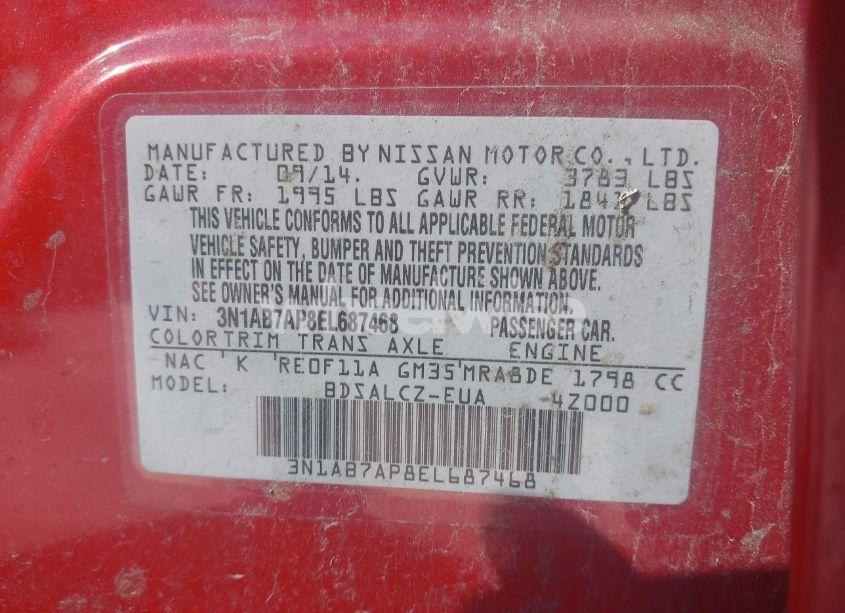 MANUFACTURED BY NISSAN MOTOR CO., LTD.
DATE: 09/14. GVWR: 3783 LBS
GAWR FR: 1995 LBS GAWR RR: LBS
THIS VEHICLE CONFORMS TO ALL APPLICABLE FEDERAL MOTOR
VEHICLE SAFETY, BUMPER AND THEFT PREVENTION STANDARDS
IN EFFECT ON THE DATE OF MANUFACTURE SHOWN ABOVE.
SEE OWNER'S MANUAL FOR ADDITIONAL INFORMATION.
VIN: 3N1AB7AP8EL687468 PASSENGER CAR.
COLORTRIM TRANS AXLE ENGINE
NAC 'K 'RE0F11A GM35'MRA8DE 1798 CC
MODEL: BDSALCZ-EUA 4Z000
3N1AB7AP8EL687468